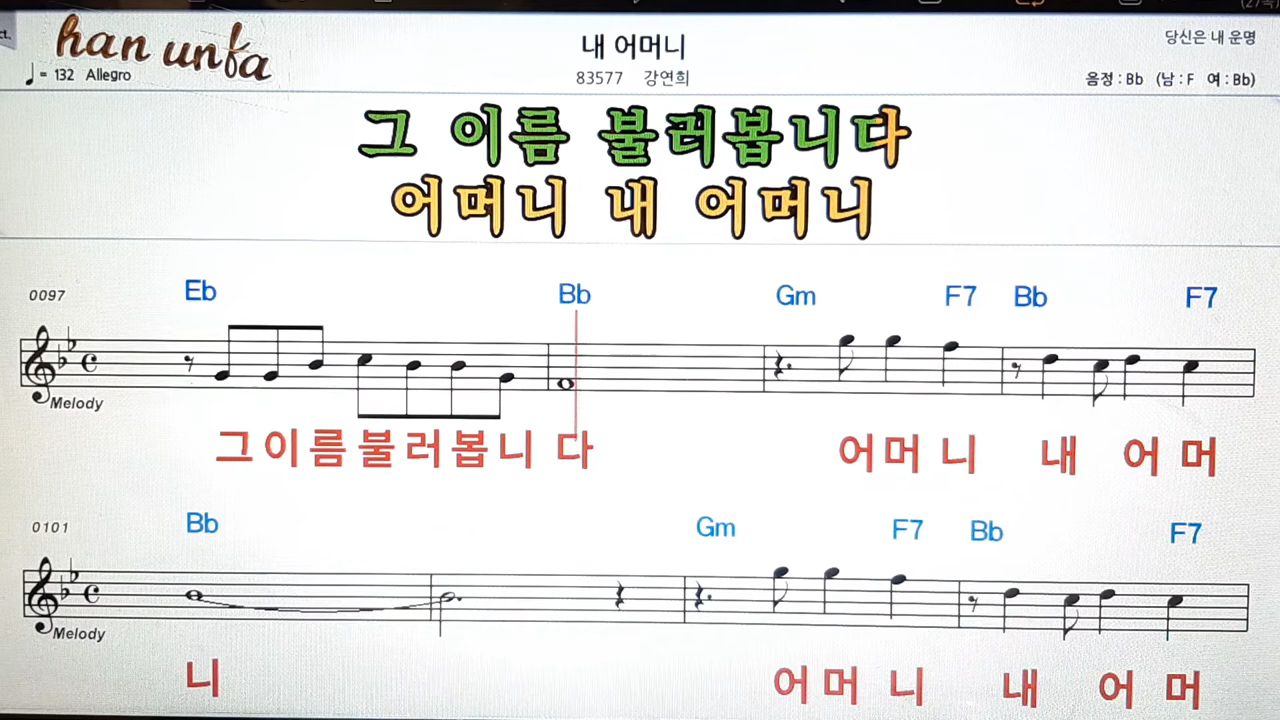 han unfa
내 어머니
당신은 내 운명
♩ = 132 Allegro
83577 강연희
음정 : Bb (남 : F 여 : Bb)
그 이름 불러봅니다
어머니 내 어머니
0097 Eb Bb Gm F7 Bb F7
Melody
그이름불러봅니 다 어머 니 내 어 머
0101 Bb Gm F7 Bb F7
Melody
니 어 머 니 내 어 머